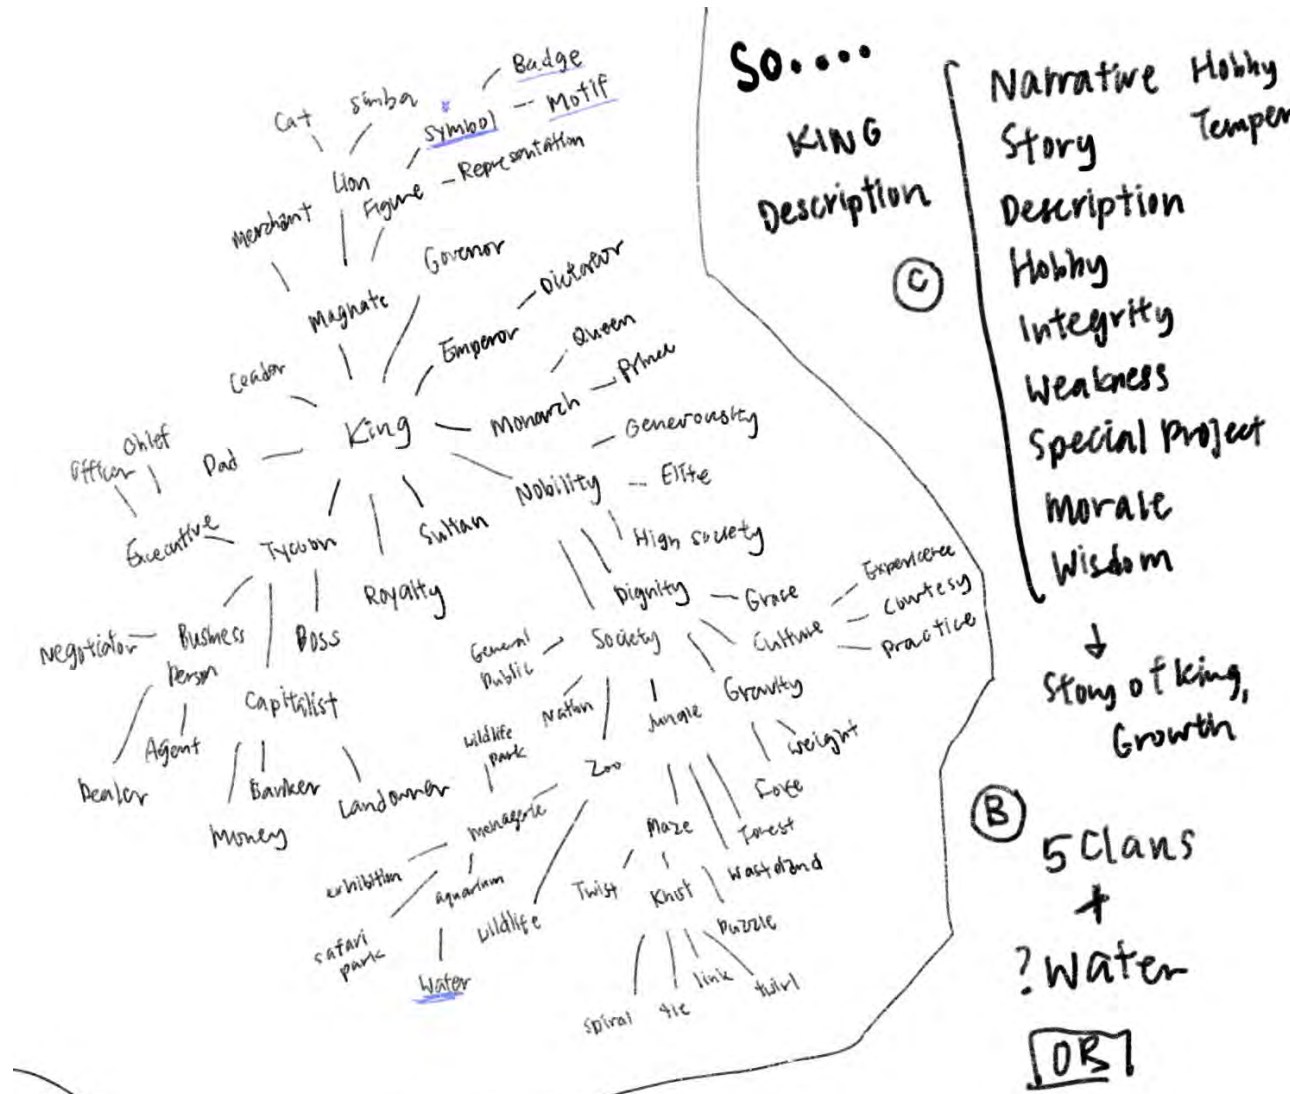 Badge
Simba
Cat
Symbol
Motif
Representation
Lion
Figure
Merchant
Govenor
Dictator
Magnate
Emperor
Queen
Prince
Leader
King
Monarch
Generousity
Chief
Officer
Dad
Nobility
Elite
Executive
Tycoon
Sultan
High society
Royalty
Dignity
Grace
Experience
Courtesy
Culture
Practice
Negotiator
Business
Person
Boss
General
Public
Society
Capitalist
Nation
Jungle
Gravity
Weight
Agent
wildlife
park
Zoo
Dealer
Banker
Landowner
Force
Money
menagerie
Maze
Forest
exhibition
aquarium
Twist
Wasteland
wildlife
puzzle
safari
park
Water
link
twirl
spiral
tie
So....
KING
Description
C
Narrative Hobby
Story Temper
Description
Hobby
Integrity
Weakness
Special Project
Morale
Wisdom
Story of King,
Growth
B
5 Clans
+
? Water
OR